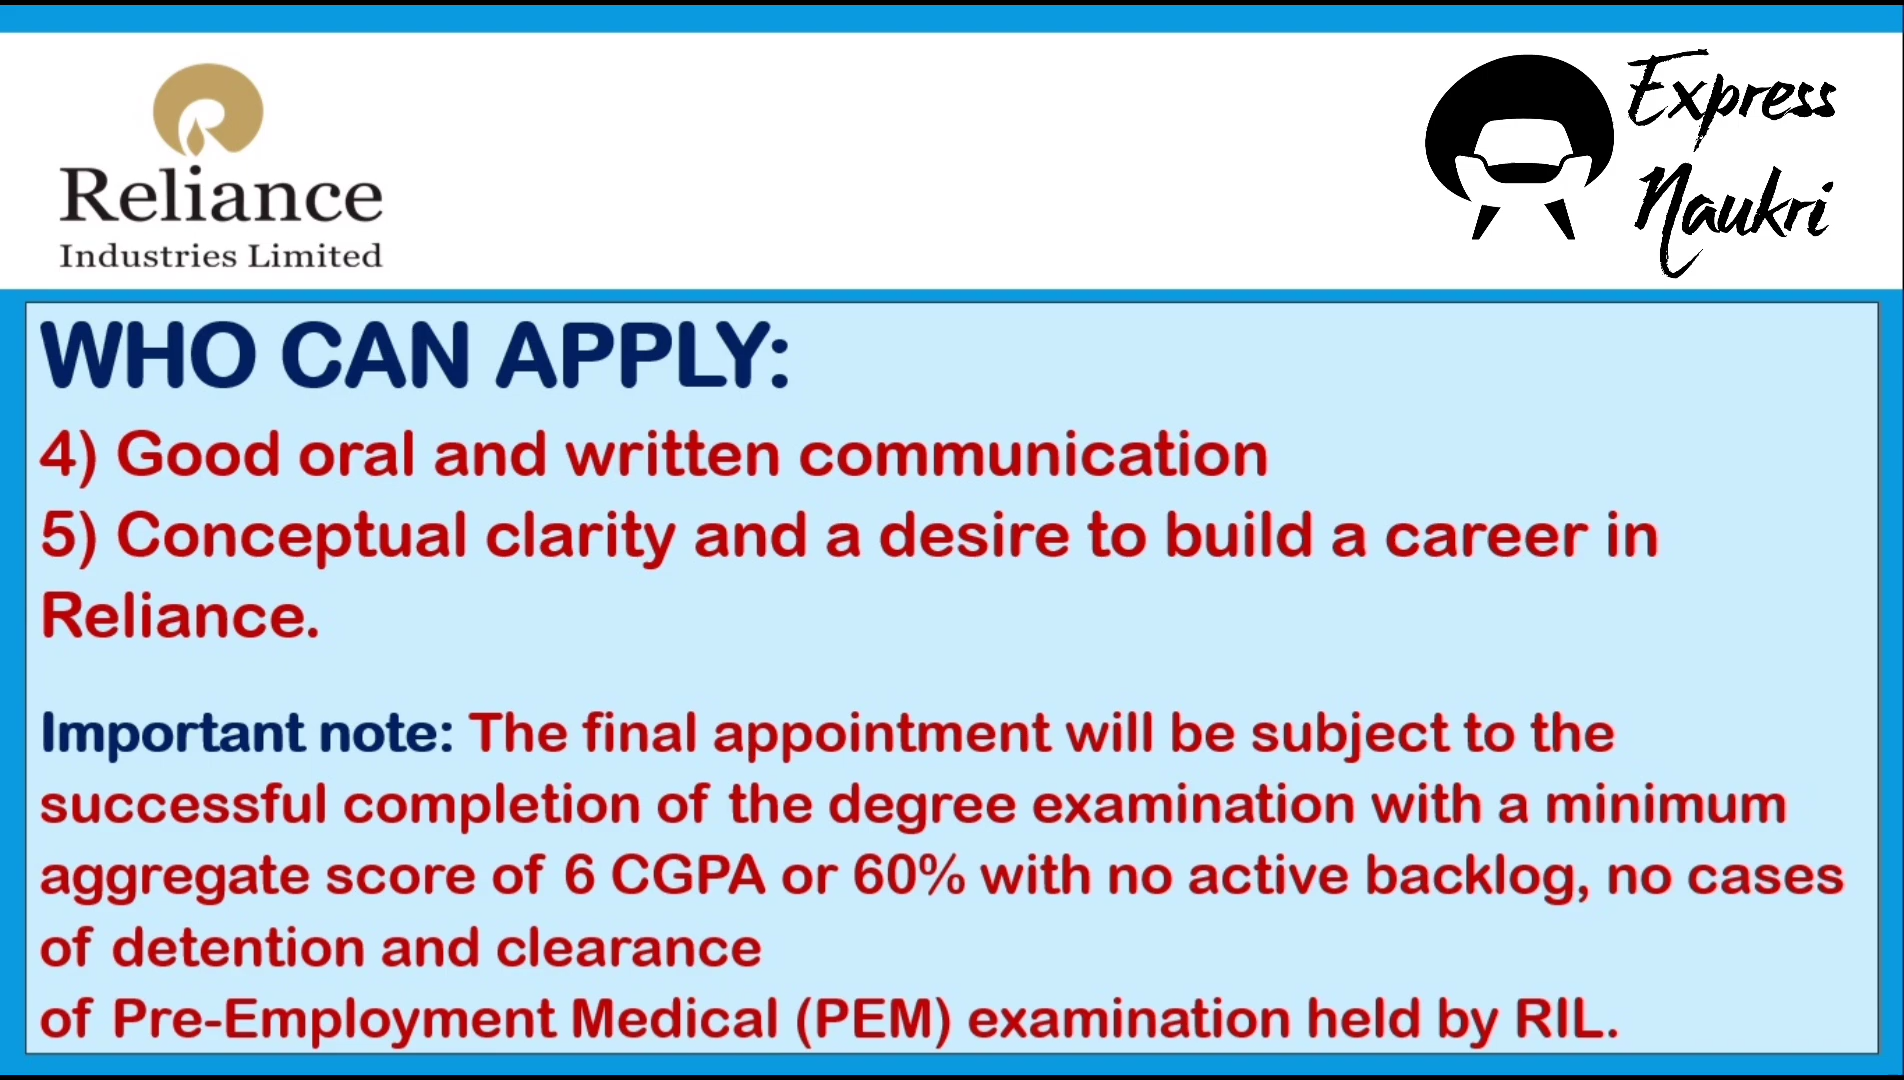 Reliance
Industries Limited
Express
Naukri
WHO CAN APPLY:
4) Good oral and written communication
5) Conceptual clarity and a desire to build a career in
Reliance.
Important note: The final appointment will be subject to the
successful completion of the degree examination with a minimum
aggregate score of 6 CGPA or 60% with no active backlog, no cases
of detention and clearance
of Pre-Employment Medical (PEM) examination held by RIL.